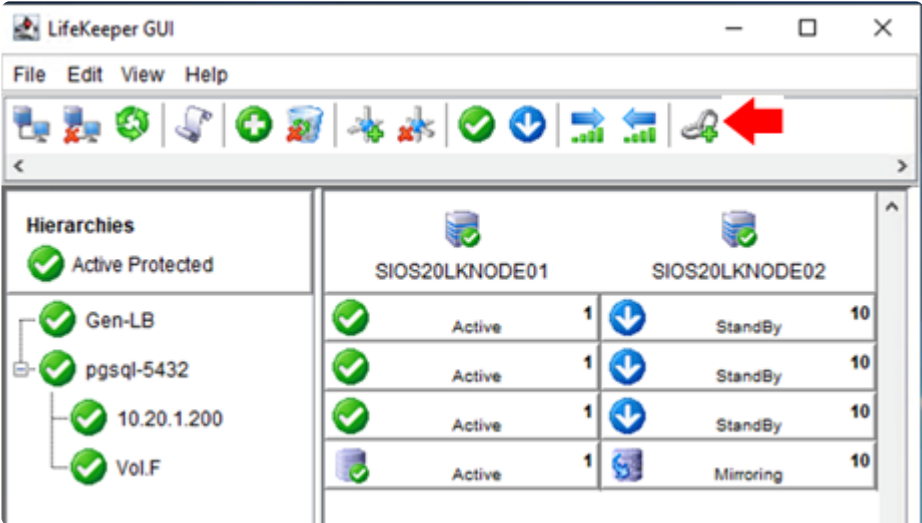 LifeKeeper GUI
File Edit View Help
Hierarchies
Active Protected
SIOS20LKNODE01 SIOS20LKNODE02
Gen-LB Active 1 StandBy 10
pgsql-5432 Active 1 StandBy 10
10.20.1.200 Active 1 StandBy 10
Vol.F Active 1 Mirroring 10